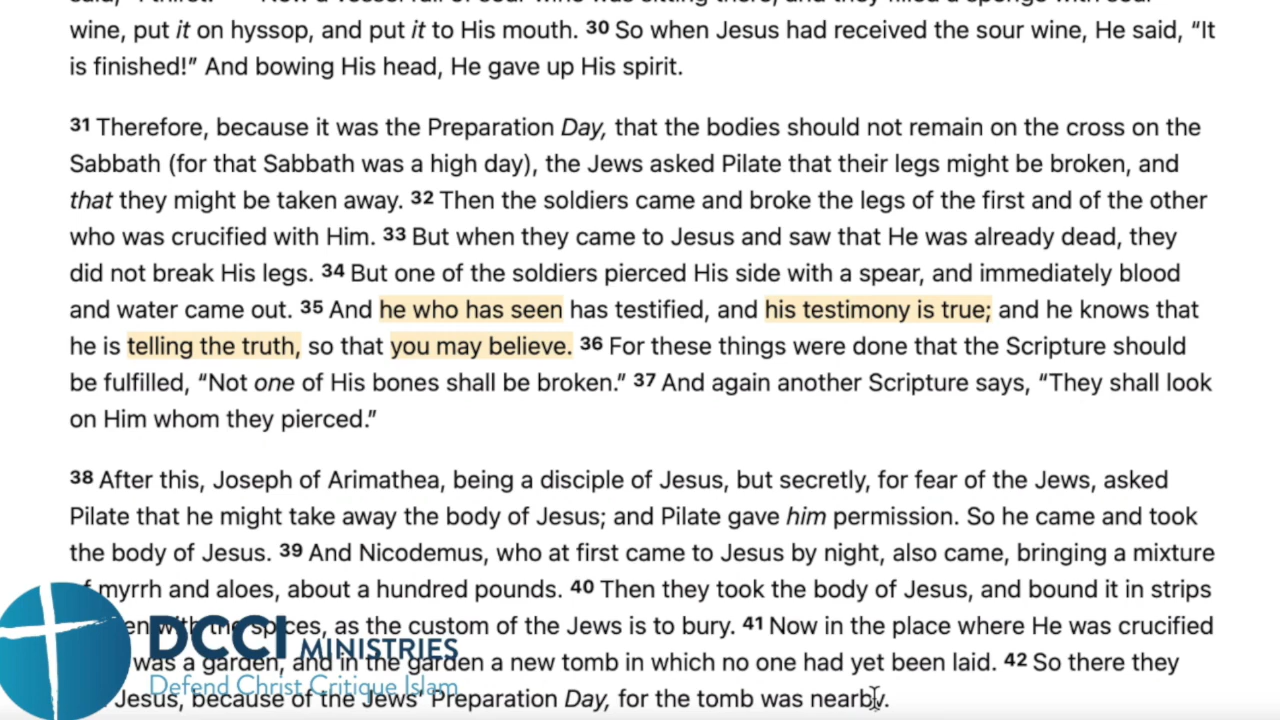 wine, put it on hyssop, and put it to His mouth. 30 So when Jesus had received the sour wine, He said, “It
is finished!” And bowing His head, He gave up His spirit.
31 Therefore, because it was the Preparation Day, that the bodies should not remain on the cross on the
Sabbath (for that Sabbath was a high day), the Jews asked Pilate that their legs might be broken, and
that they might be taken away. 32 Then the soldiers came and broke the legs of the first and of the other
who was crucified with Him. 33 But when they came to Jesus and saw that He was already dead, they
did not break His legs. 34 But one of the soldiers pierced His side with a spear, and immediately blood
and water came out. 35 And he who has seen has testified, and his testimony is true; and he knows that
he is telling the truth, so that you may believe. 36 For these things were done that the Scripture should
be fulfilled, “Not one of His bones shall be broken.” 37 And again another Scripture says, “They shall look
on Him whom they pierced.”
38 After this, Joseph of Arimathea, being a disciple of Jesus, but secretly, for fear of the Jews, asked
Pilate that he might take away the body of Jesus; and Pilate gave him permission. So he came and took
the body of Jesus. 39 And Nicodemus, who at first came to Jesus by night, also came, bringing a mixture
myrrh and aloes, about a hundred pounds. 40 Then they took the body of Jesus, and bound it in strips
with the spices, as the custom of the Jews is to bury. 41 Now in the place where He was crucified
was a garden, and in the garden a new tomb in which no one had yet been laid. 42 So there they
Jesus, because of the Jews’ Preparation Day, for the tomb was nearby.
DCCI MINISTRIES
Defend Christ Critique Islam